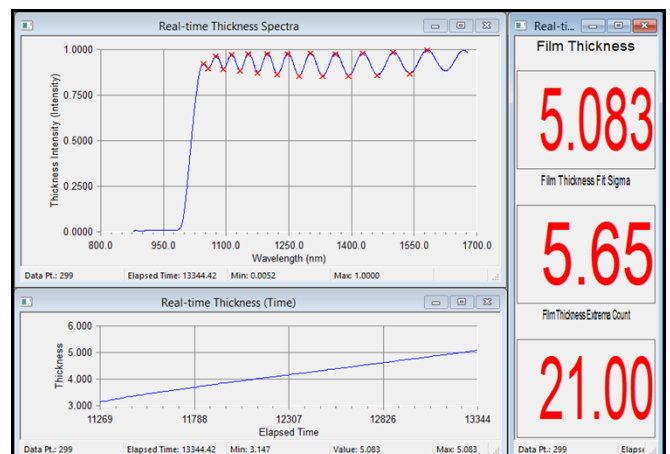 Real-time Thickness Spectra
Thickness Intensity (Intensity)
1.0000
0.7500
0.5000
0.2500
0.0000
800.0 950.0 1100.0 1250.0 1400.0 1550.0 1700.0
Wavelength (nm)
Data Pt.: 299 Elapsed Time: 13344.42 Min: 0.0052 Max: 1.0000
Real-time Thickness (Time)
Thickness
6.000
5.000
4.000
3.000
11269 11788 12307 12826 13344
Elapsed Time
Data Pt.: 299 Elapsed Time: 13344.42 Min: 3.147 Value: 5.083 Max: 5.083
Real-ti...
Film Thickness
5.083
Film Thickness Fit Sigma
5.65
Film Thickness Extrema Count
21.00
Data Pt.: 299 Elapse